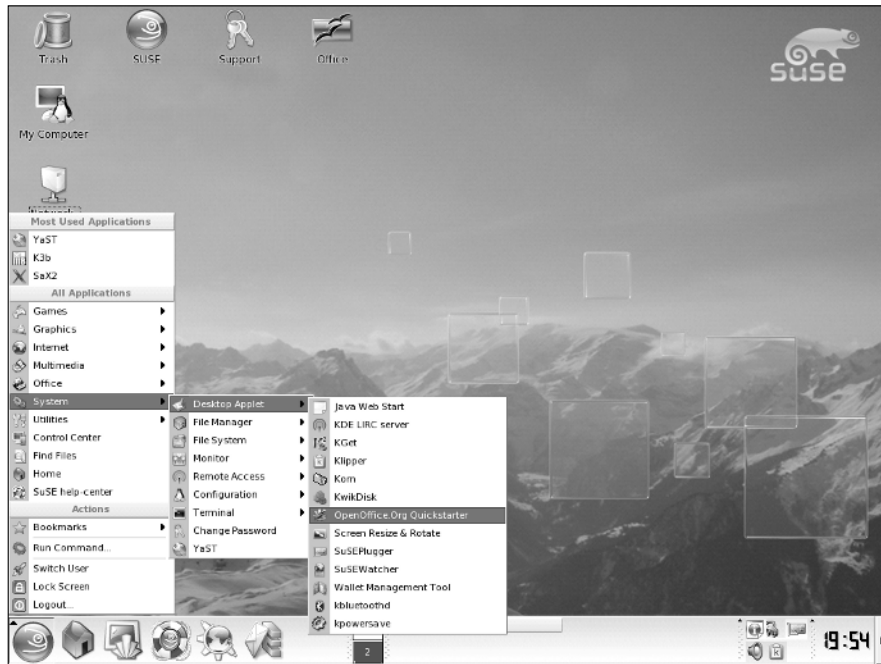 Trash
SUSE
Support
Office
suse
My Computer
Most Used Applications
YaST
K3b
SaX2
All Applications
Games
Graphics
Internet
Multimedia
Office
System
Utilities
Control Center
Find Files
Home
SuSE help-center
Actions
Bookmarks
Run Command...
Switch User
Lock Screen
Logout...
Desktop Applet
File Manager
File System
Monitor
Remote Access
Configuration
Terminal
Change Password
YaST
Java Web Start
KDE LIRC server
KGet
Klipper
Korn
KwikDisk
OpenOffice.Org Quickstarter
Screen Resize & Rotate
SuSEPlugger
SuSEWatcher
Wallet Management Tool
kbluetoothd
kpowersave
2
19:54